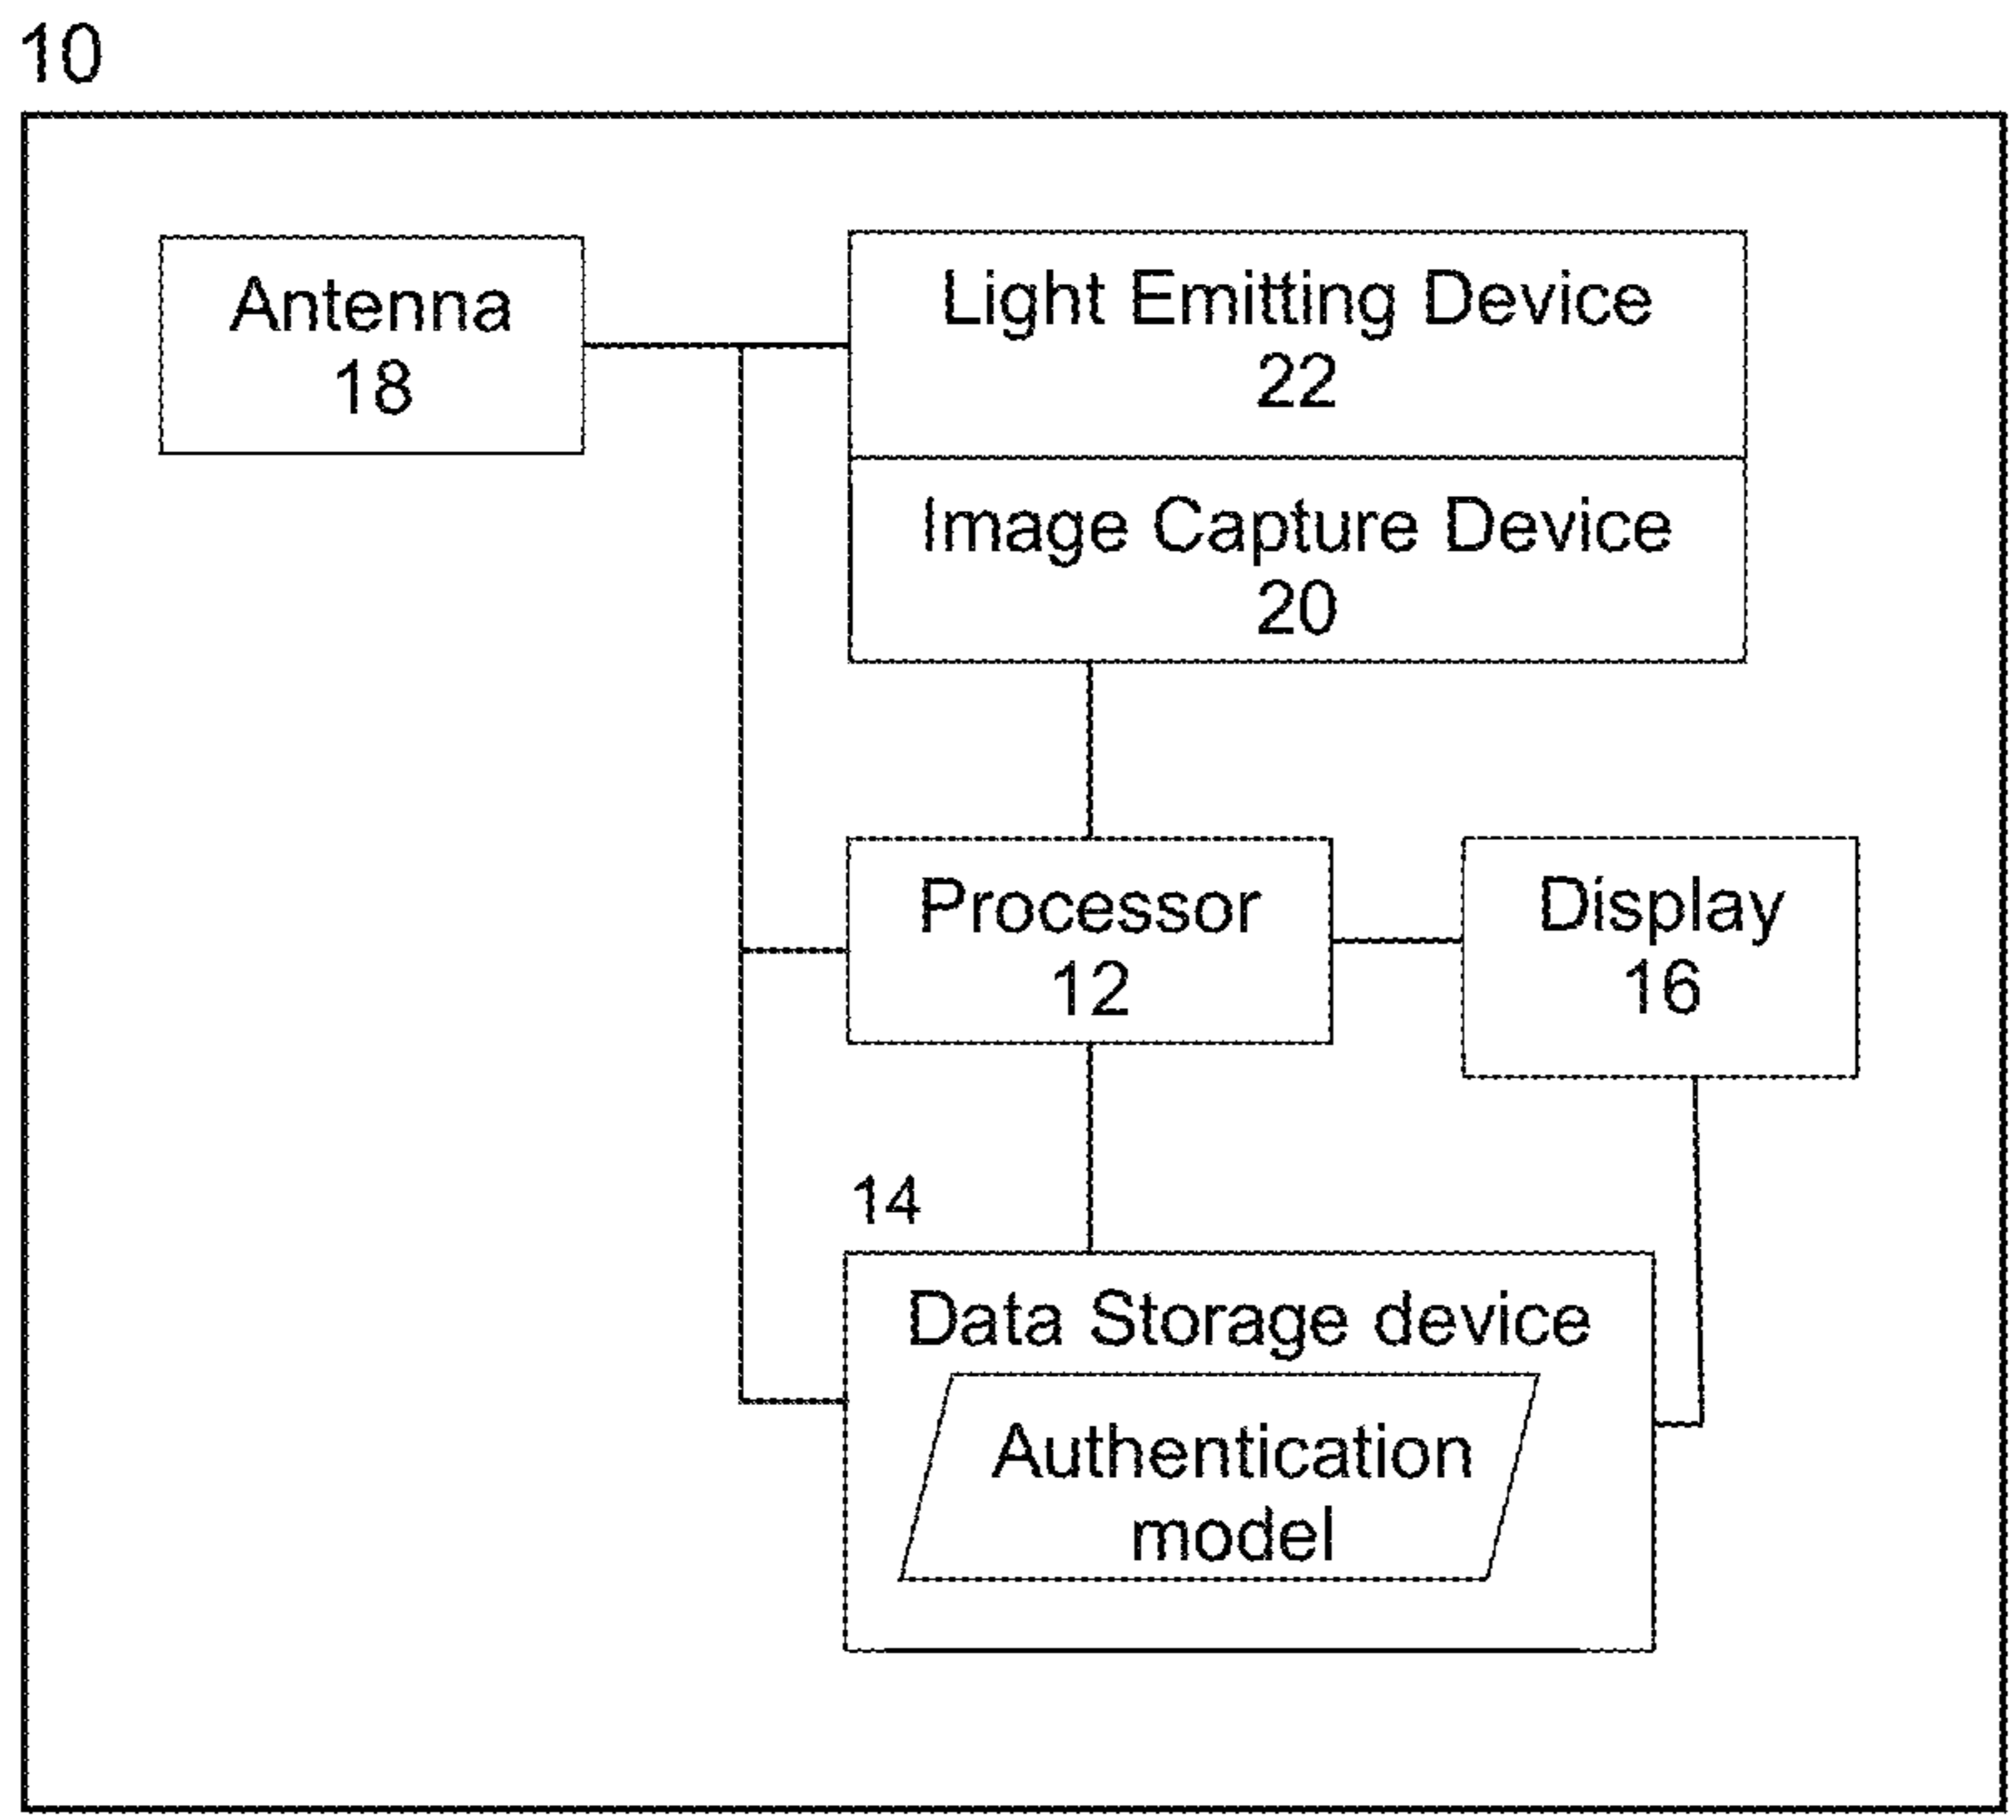 10
Antenna
18
Light Emitting Device
22
Image Capture Device
20
Processor
12
Display
16
14
Data Storage device
Authentication
model